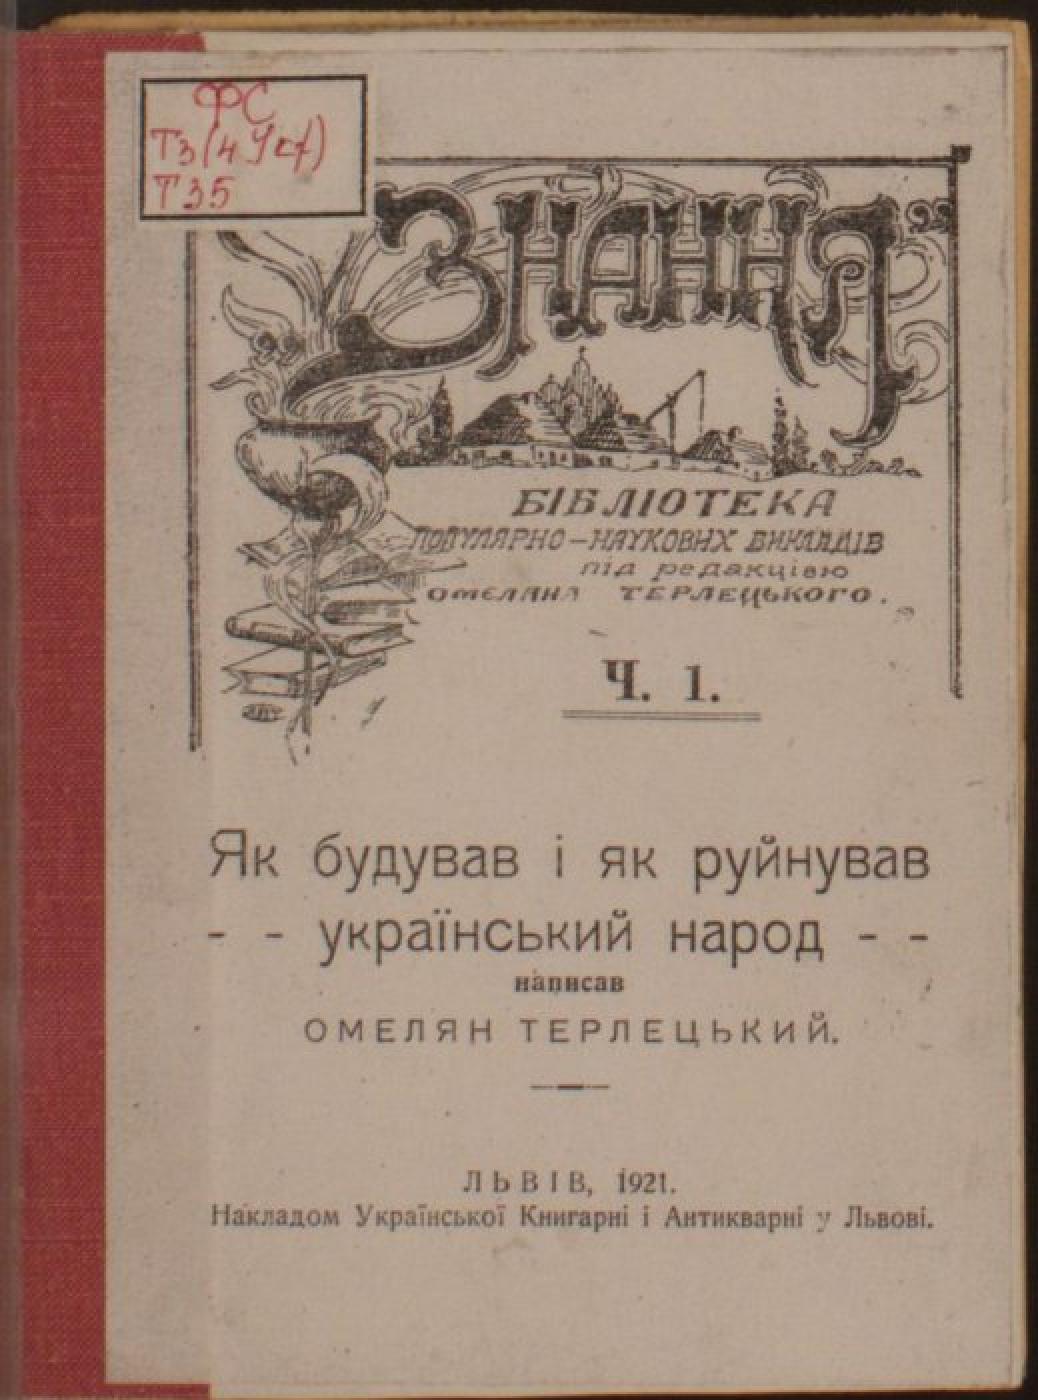 ФС
Т3(4Ук)
Т35
ЗНАННЯ"
БІБЛІОТЕКА
ПОПУЛЯРНО-НАУКОВИХ ВИКЛАДІВ
під редакцією
ОМЕЛЯНА ТЕРЛЕЦЬКОГО.
Ч. 1.
Як будував і як руйнував
- - український народ - -
написав
ОМЕЛЯН ТЕРЛЕЦЬКИЙ.
ЛЬВІВ, 1921.
Накладом Української Книгарні і Антикварні у Львові.